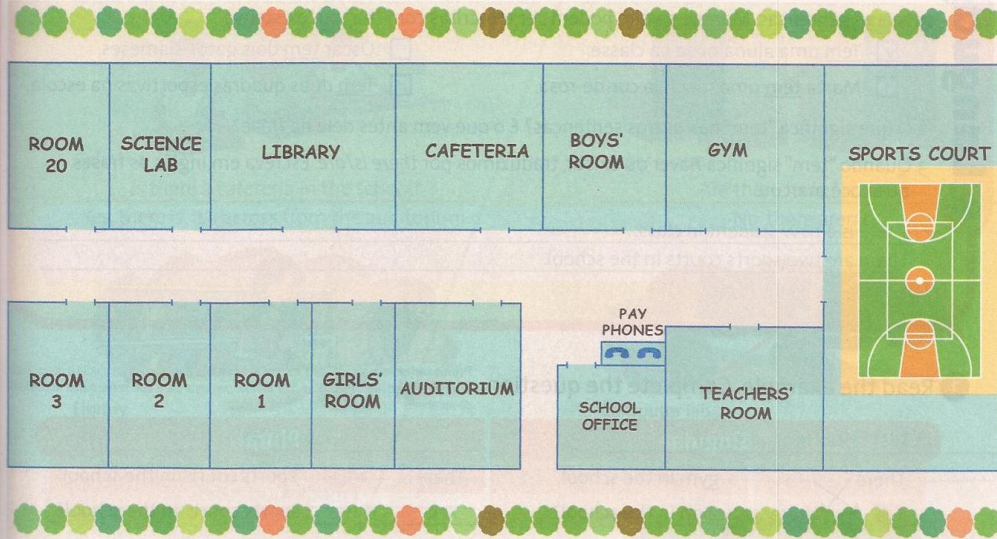 ROOM
20
SCIENCE
LAB
LIBRARY
CAFETERIA
BOYS'
ROOM
GYM
SPORTS COURT
PAY
PHONES
ROOM
3
ROOM
2
ROOM
1
GIRLS'
ROOM
AUDITORIUM
SCHOOL
OFFICE
TEACHERS'
ROOM